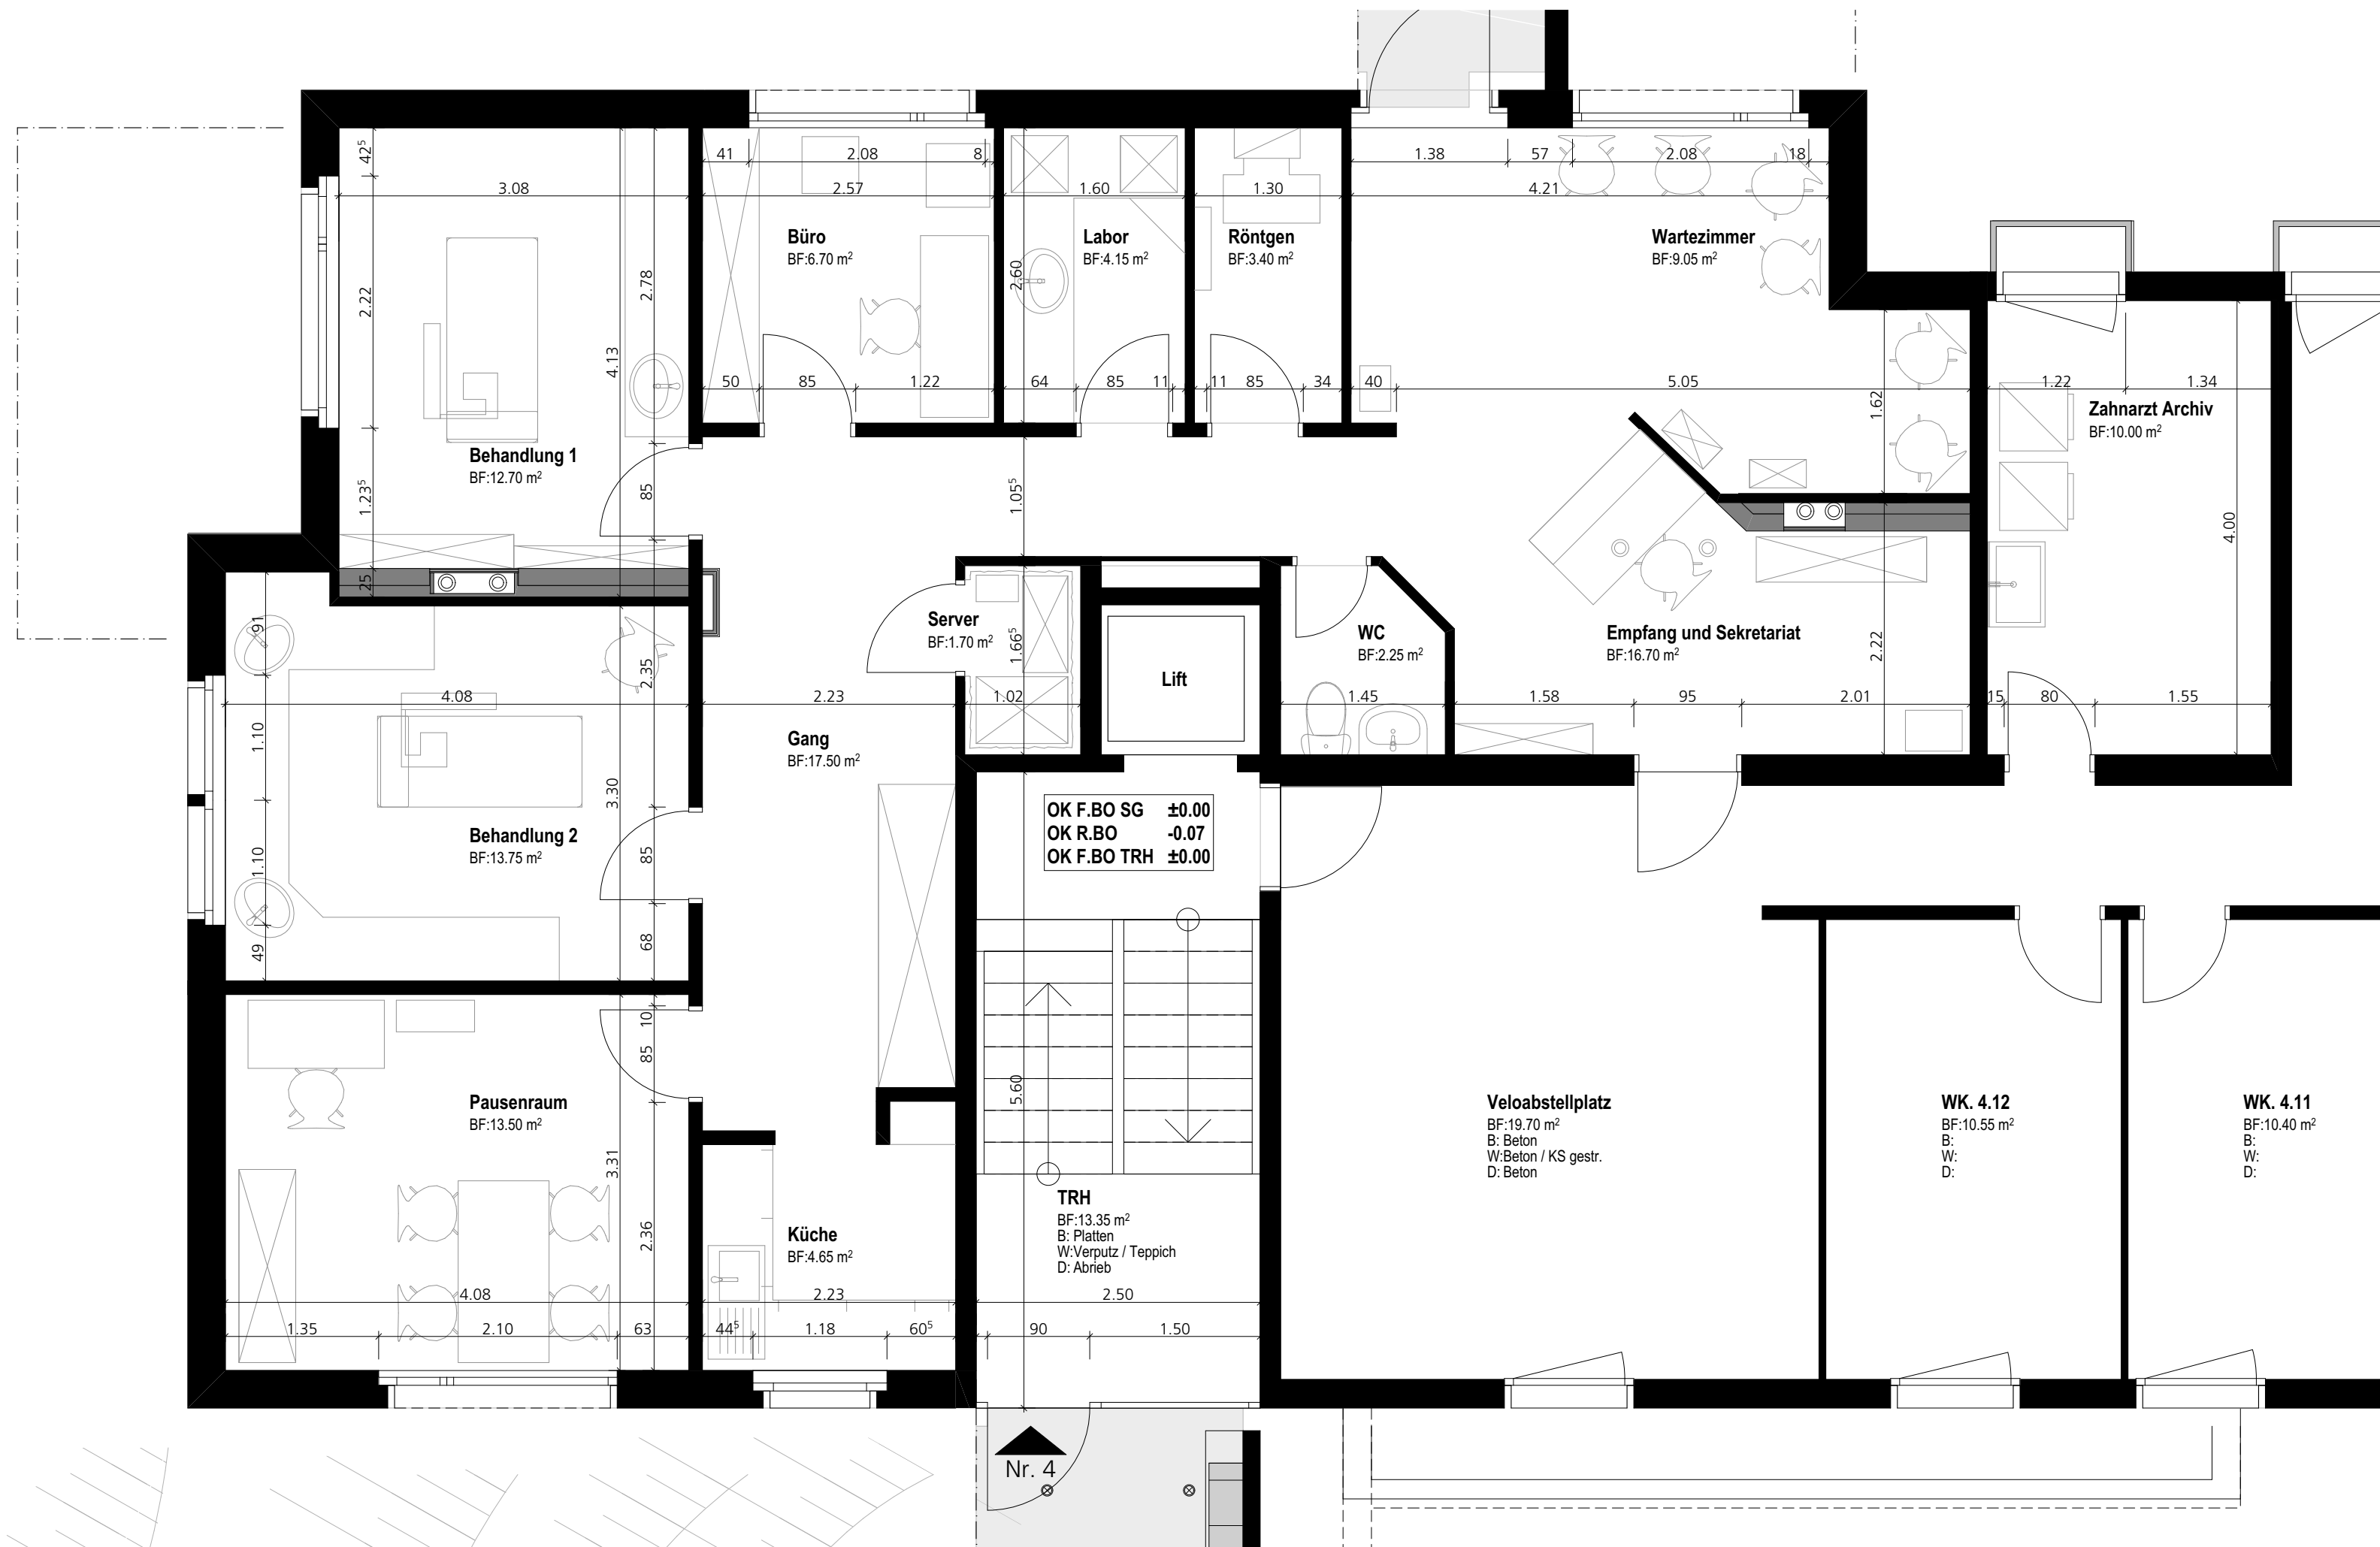 42⁵
41
2.08
8
1.38
57
2.08
18
3.08
2.57
1.60
1.30
4.21
Büro
BF:6.70 m²
Labor
BF:4.15 m²
Röntgen
BF:3.40 m²
Wartezimmer
BF:9.05 m²
2.22
2.78
2.60
4.13
50
85
1.22
64
85
11
11
85
34
40
5.05
1.22
1.34
1.62
Zahnarzt Archiv
BF:10.00 m²
Behandlung 1
BF:12.70 m²
1.23⁵
85
1.05⁵
4.00
25
91
Server
BF:1.70 m²
1.66⁵
WC
BF:2.25 m²
Empfang und Sekretariat
BF:16.70 m²
2.22
2.35
Lift
4.08
2.23
1.02
1.45
1.58
95
2.01
15
80
1.55
1.10
Gang
BF:17.50 m²
3.30
OK F.BO SG ±0.00
OK R.BO -0.07
OK F.BO TRH ±0.00
Behandlung 2
BF:13.75 m²
1.10
85
68
49
10
85
5.60
Pausenraum
BF:13.50 m²
3.31
2.36
Veloabstellplatz
BF:19.70 m²
B: Beton
W:Beton / KS gestr.
D: Beton
WK. 4.12
BF:10.55 m²
B:
W:
D:
WK. 4.11
BF:10.40 m²
B:
W:
D:
TRH
BF:13.35 m²
B: Platten
W:Verputz / Teppich
D: Abrieb
Küche
BF:4.65 m²
4.08
2.23
2.50
1.35
2.10
63
44⁵
1.18
60⁵
90
1.50
Nr. 4